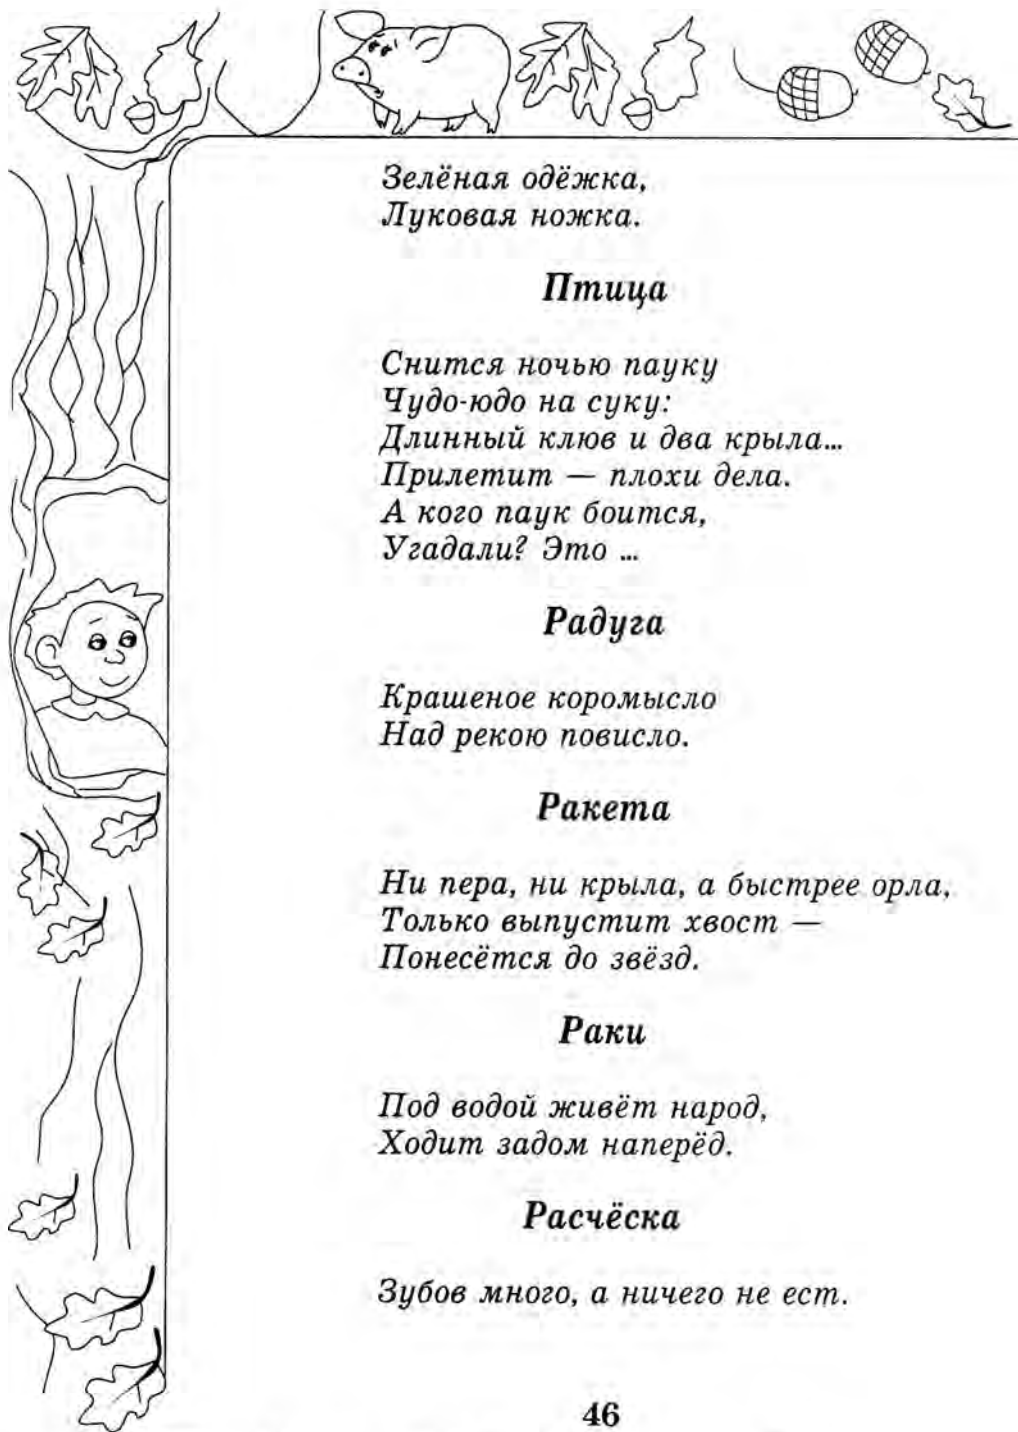 Зелёная одёжка,
Луковая ножка.
Птица
Снится ночью пауку
Чудо-юдо на суку:
Длинный клюв и два крыла...
Прилетит — плохи дела.
А кого паук боится,
Угадали? Это ...
Радуга
Крашеное коромысло
Над рекою повисло.
Ракета
Ни пера, ни крыла, а быстрее орла,
Только выпустит хвост —
Понесётся до звёзд.
Раки
Под водой живёт народ,
Ходит задом наперёд.
Расчёска
Зубов много, а ничего не ест.
46